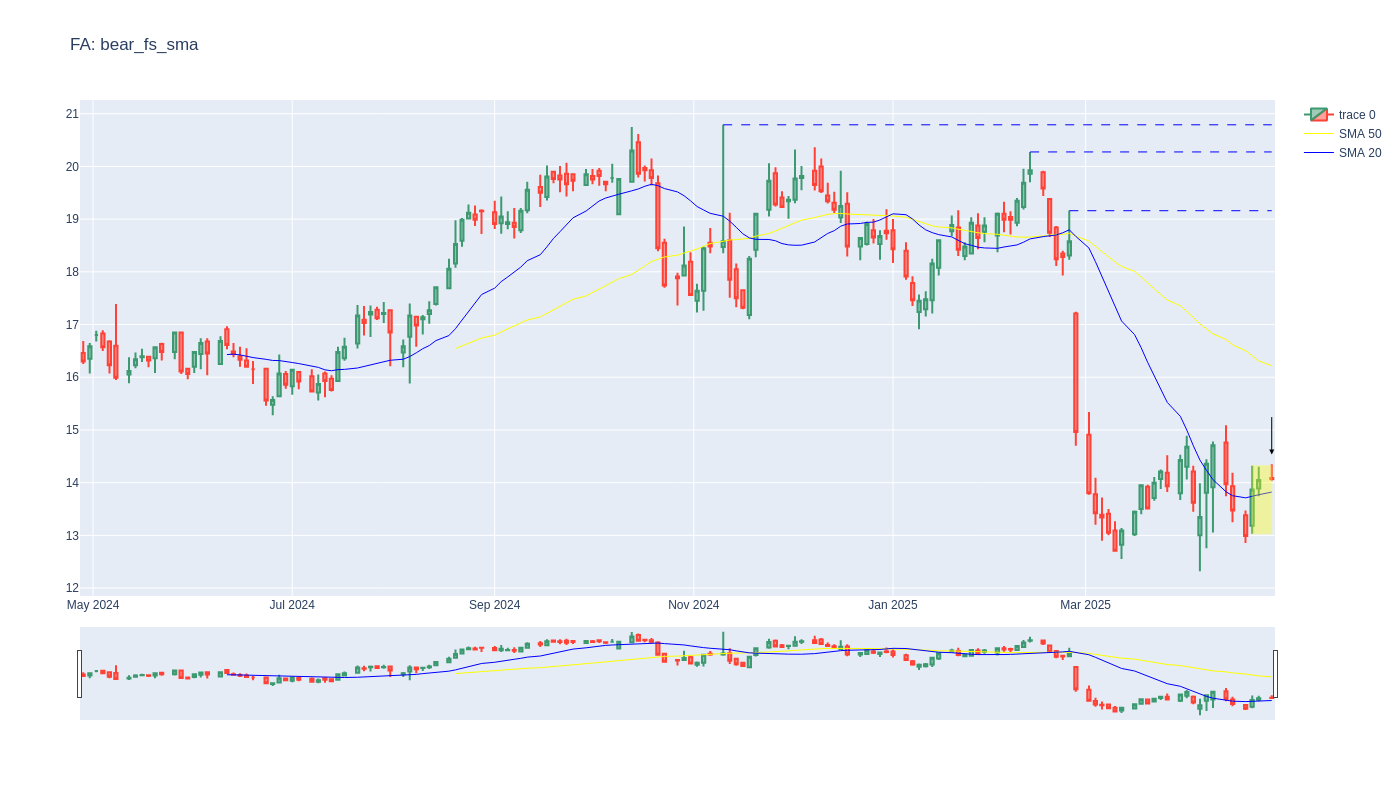 FA: bear_fs_sma
21
20
19
18
17
16
15
14
13
12
May 2024
Jul 2024
Sep 2024
Nov 2024
Jan 2025
Mar 2025
trace 0
SMA 50
SMA 20